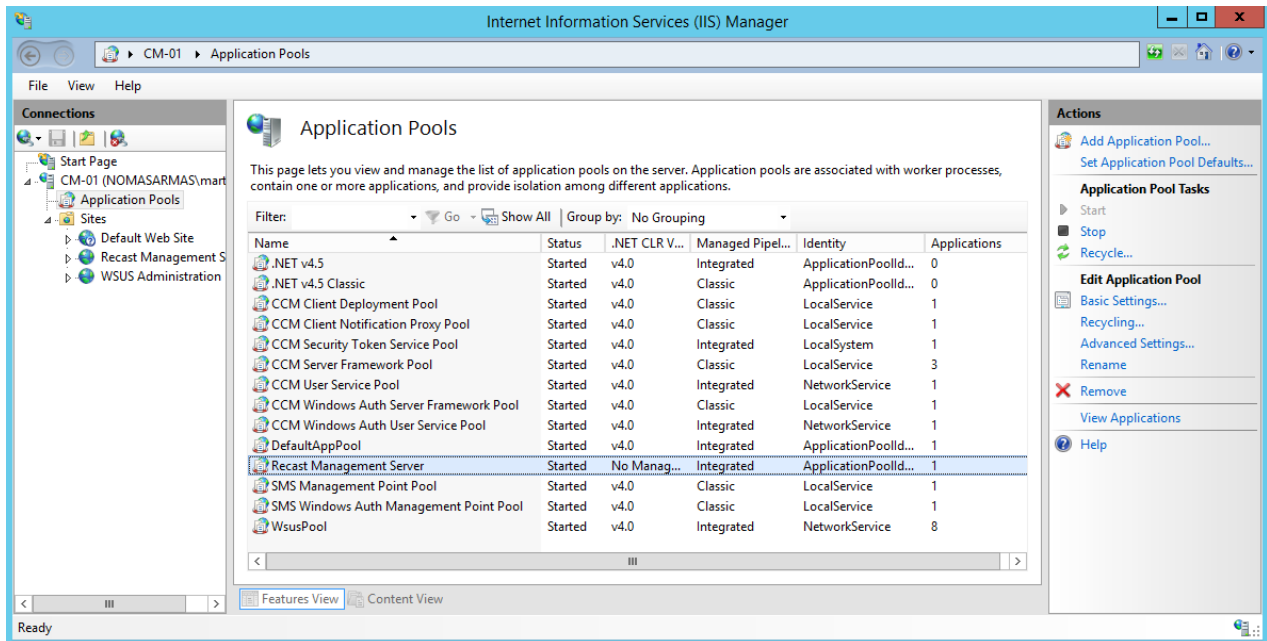 Internet Information Services (IIS) Manager
CM-01 Application Pools
File View Help
Connections
Start Page
CM-01 (NOMASARMAS\mart
Application Pools
Sites
Default Web Site
Recast Management S
WSUS Administration
Application Pools
This page lets you view and manage the list of application pools on the server. Application pools are associated with worker processes,
contain one or more applications, and provide isolation among different applications.
Filter: Go Show All Group by: No Grouping
Name Status .NET CLR V... Managed Pipel... Identity Applications
.NET v4.5 Started v4.0 Integrated ApplicationPoolId... 0
.NET v4.5 Classic Started v4.0 Classic ApplicationPoolId... 0
CCM Client Deployment Pool Started v4.0 Classic LocalService 1
CCM Client Notification Proxy Pool Started v4.0 Classic LocalService 1
CCM Security Token Service Pool Started v4.0 Integrated LocalSystem 1
CCM Server Framework Pool Started v4.0 Classic LocalService 3
CCM User Service Pool Started v4.0 Integrated NetworkService 1
CCM Windows Auth Server Framework Pool Started v4.0 Classic LocalService 1
CCM Windows Auth User Service Pool Started v4.0 Integrated NetworkService 1
DefaultAppPool Started v4.0 Integrated ApplicationPoolId... 1
Recast Management Server Started No Manag... Integrated ApplicationPoolId... 1
SMS Management Point Pool Started v4.0 Classic LocalService 1
SMS Windows Auth Management Point Pool Started v4.0 Classic LocalService 1
WsusPool Started v4.0 Integrated NetworkService 8
Features View Content View
Actions
Add Application Pool...
Set Application Pool Defaults...
Application Pool Tasks
Start
Stop
Recycle...
Edit Application Pool
Basic Settings...
Recycling...
Advanced Settings...
Rename
Remove
View Applications
Help
Ready